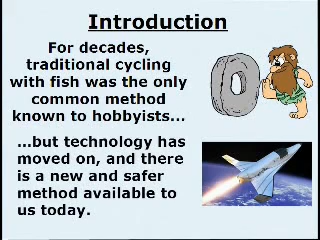 Introduction
For decades,
traditional cycling
with fish was the only
common method
known to hobbyists...
...but technology has
moved on, and there
is a new and safer
method available to
us today.